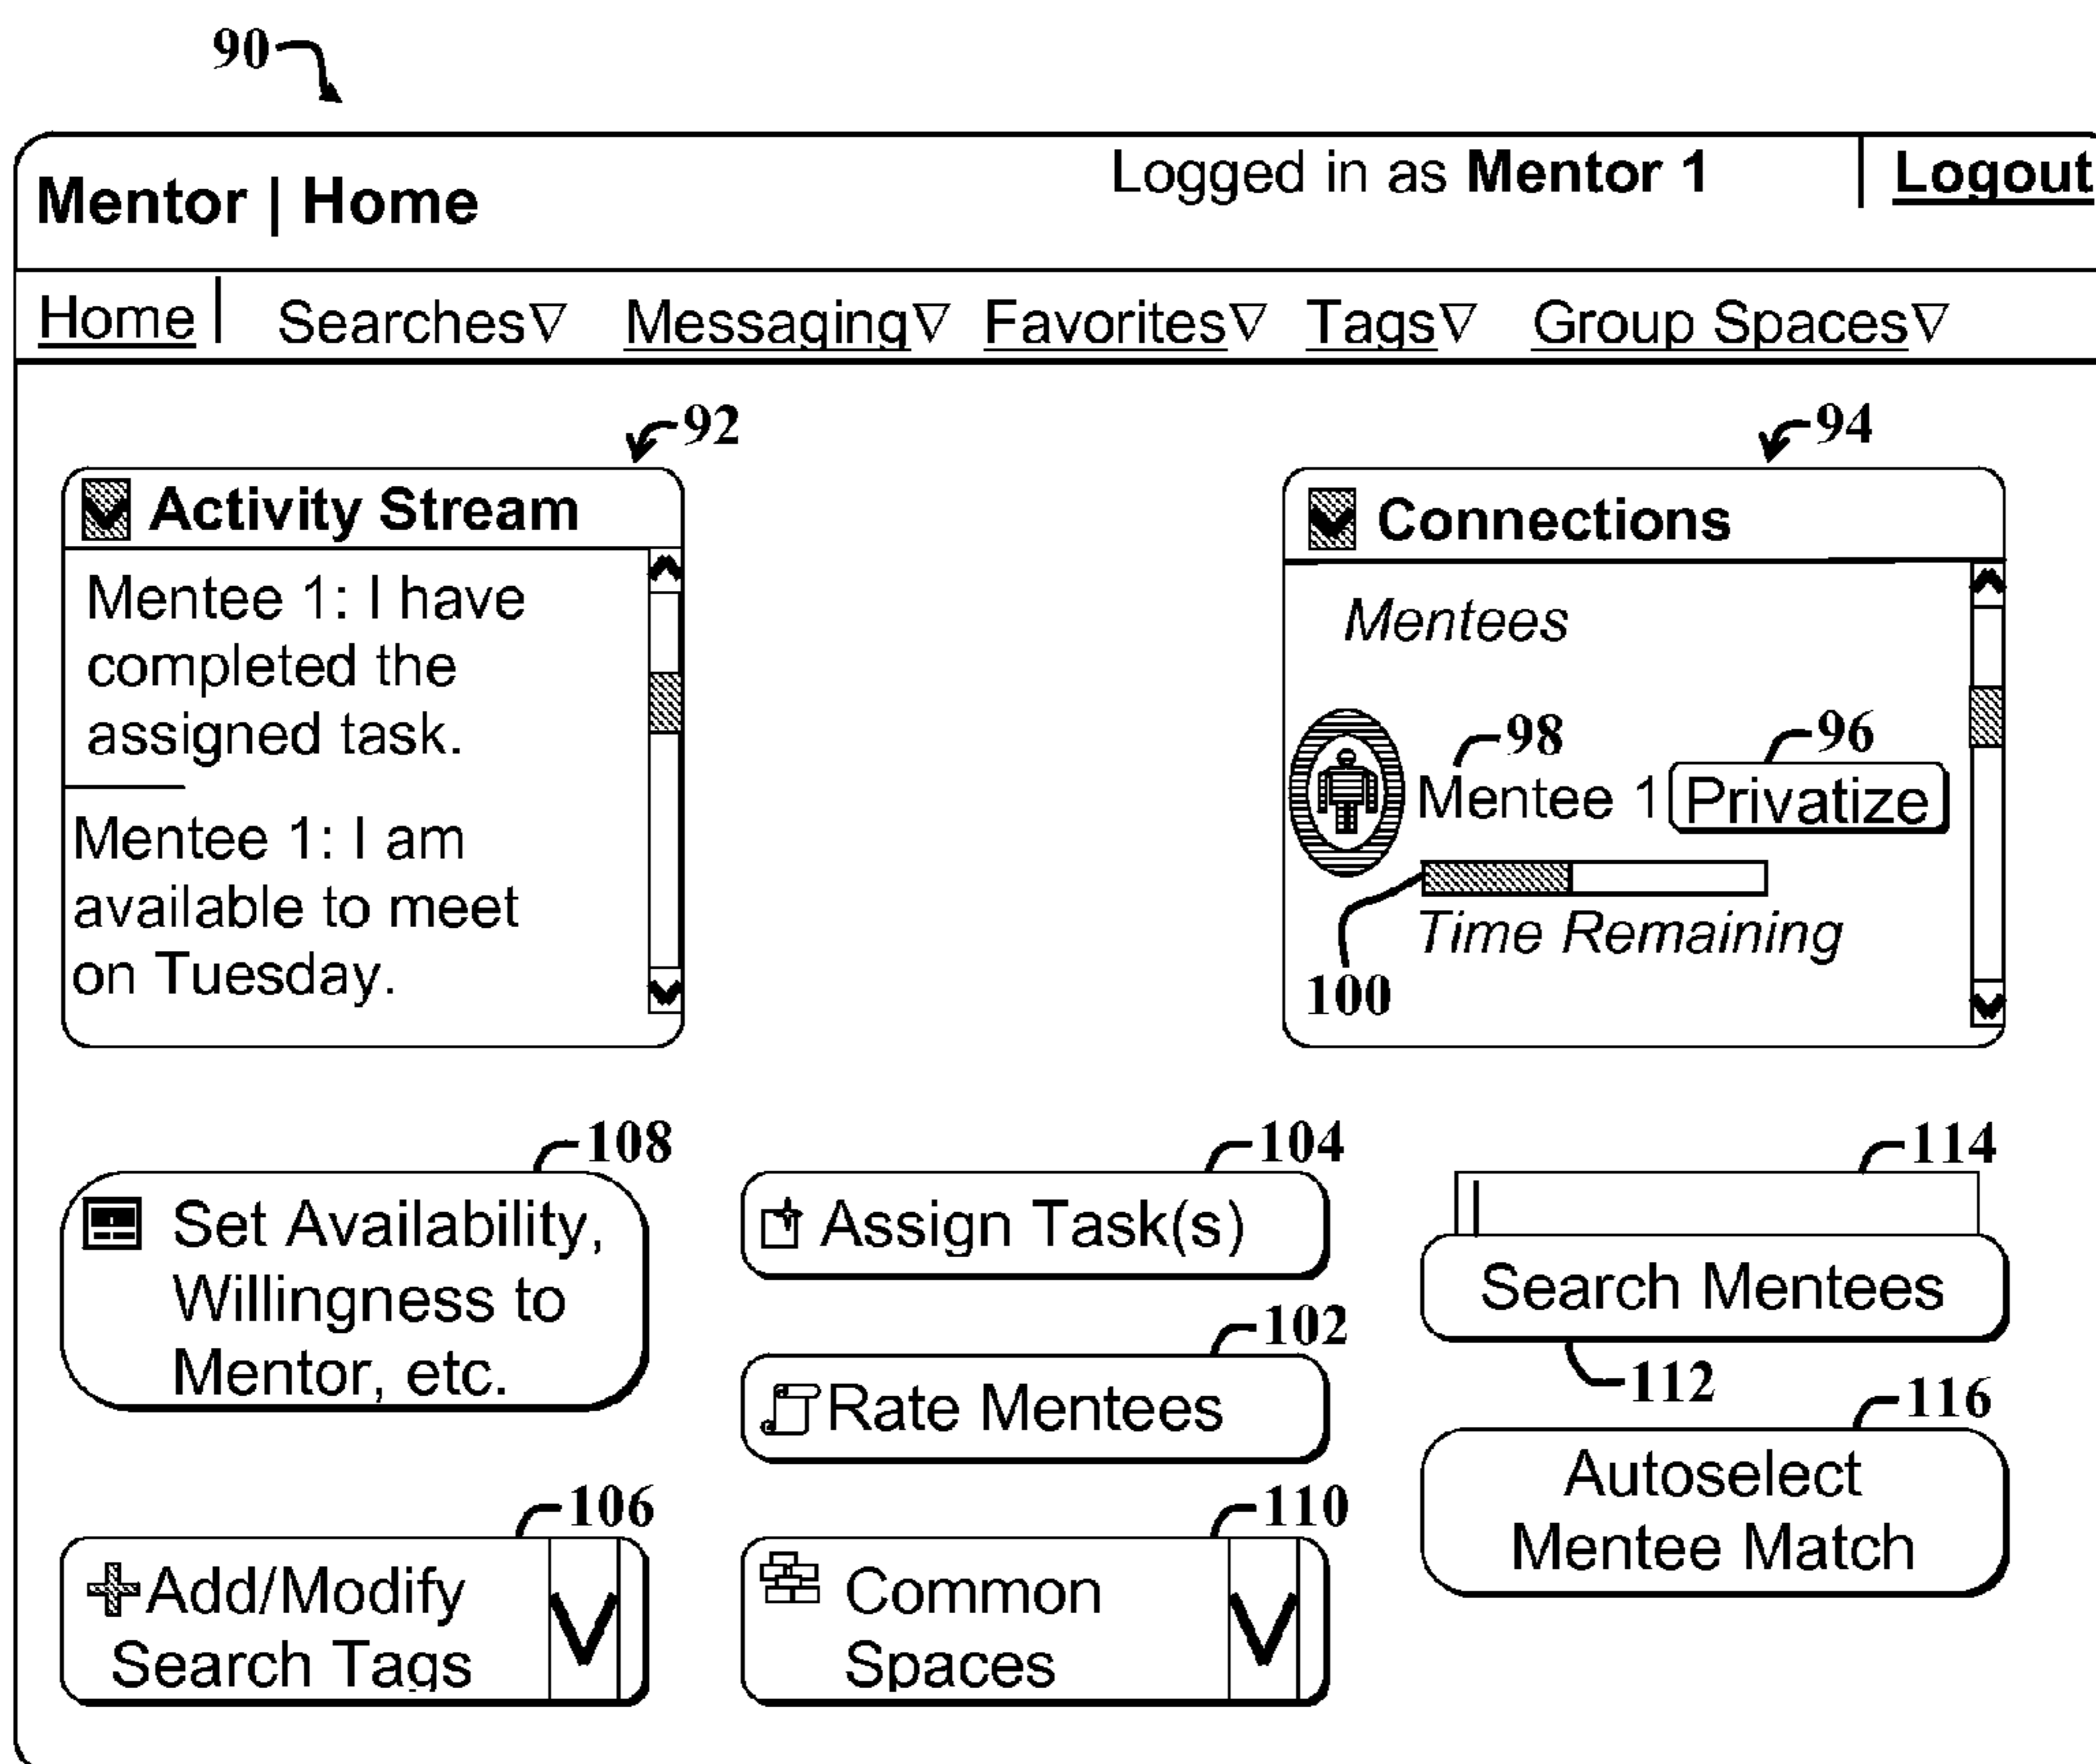 90
Mentor | Home
Logged in as Mentor 1 | Logout
Home | Searches▽ Messaging▽ Favorites▽ Tags▽ Group Spaces▽
92
Activity Stream
Mentee 1: I have
completed the
assigned task.
Mentee 1: I am
available to meet
on Tuesday.
94
Connections
Mentees
98
96
Mentee 1 Privatize
Time Remaining
100
108
Set Availability,
Willingness to
Mentor, etc.
104
Assign Task(s)
114
Search Mentees
112
102
Rate Mentees
116
Autoselect
Mentee Match
106
Add/Modify
Search Tags
110
Common
Spaces